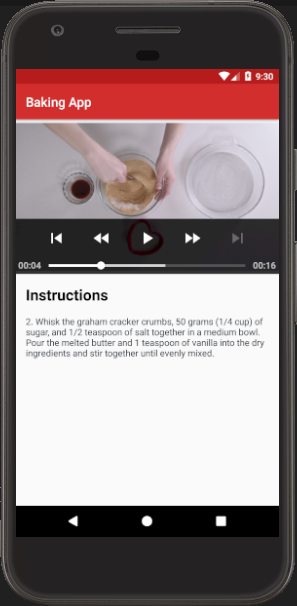 9:30
Baking App
00:04
00:16
Instructions
2. Whisk the graham cracker crumbs, 50 grams (1/4 cup) of
sugar, and 1/2 teaspoon of salt together in a medium bowl.
Pour the melted butter and 1 teaspoon of vanilla into the dry
ingredients and stir together until evenly mixed.